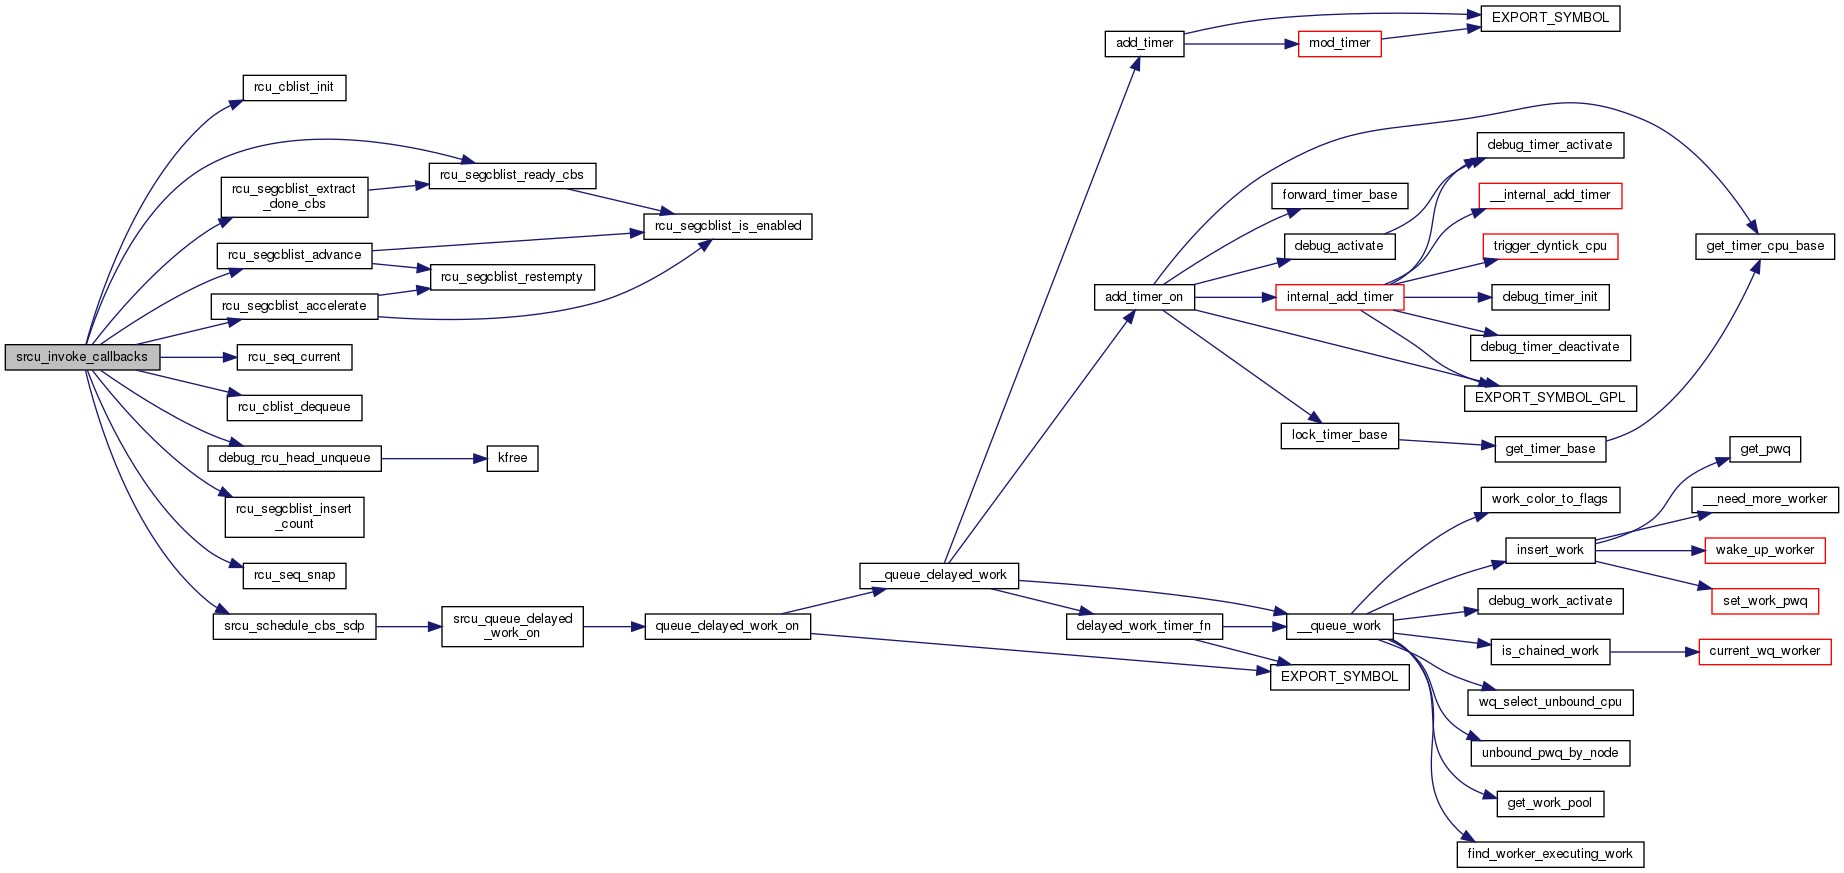 srcu_invoke_callbacks
rcu_cblist_init
rcu_segcblist_extract
_done_cbs
rcu_segcblist_advance
rcu_segcblist_accelerate
rcu_seq_current
rcu_cblist_dequeue
debug_rcu_head_unqueue
rcu_segcblist_insert
_count
rcu_seq_snap
srcu_schedule_cbs_sdp
rcu_segcblist_ready_cbs
rcu_segcblist_restempty
kfree
srcu_queue_delayed
_work_on
rcu_segcblist_is_enabled
queue_delayed_work_on
__queue_delayed_work
add_timer
add_timer_on
delayed_work_timer_fn
mod_timer
forward_timer_base
debug_activate
internal_add_timer
lock_timer_base
__queue_work
EXPORT_SYMBOL
EXPORT_SYMBOL
debug_timer_activate
__internal_add_timer
trigger_dyntick_cpu
debug_timer_init
debug_timer_deactivate
EXPORT_SYMBOL_GPL
get_timer_base
work_color_to_flags
insert_work
debug_work_activate
is_chained_work
wq_select_unbound_cpu
unbound_pwq_by_node
get_work_pool
find_worker_executing_work
get_timer_cpu_base
get_pwq
__need_more_worker
wake_up_worker
set_work_pwq
current_wq_worker